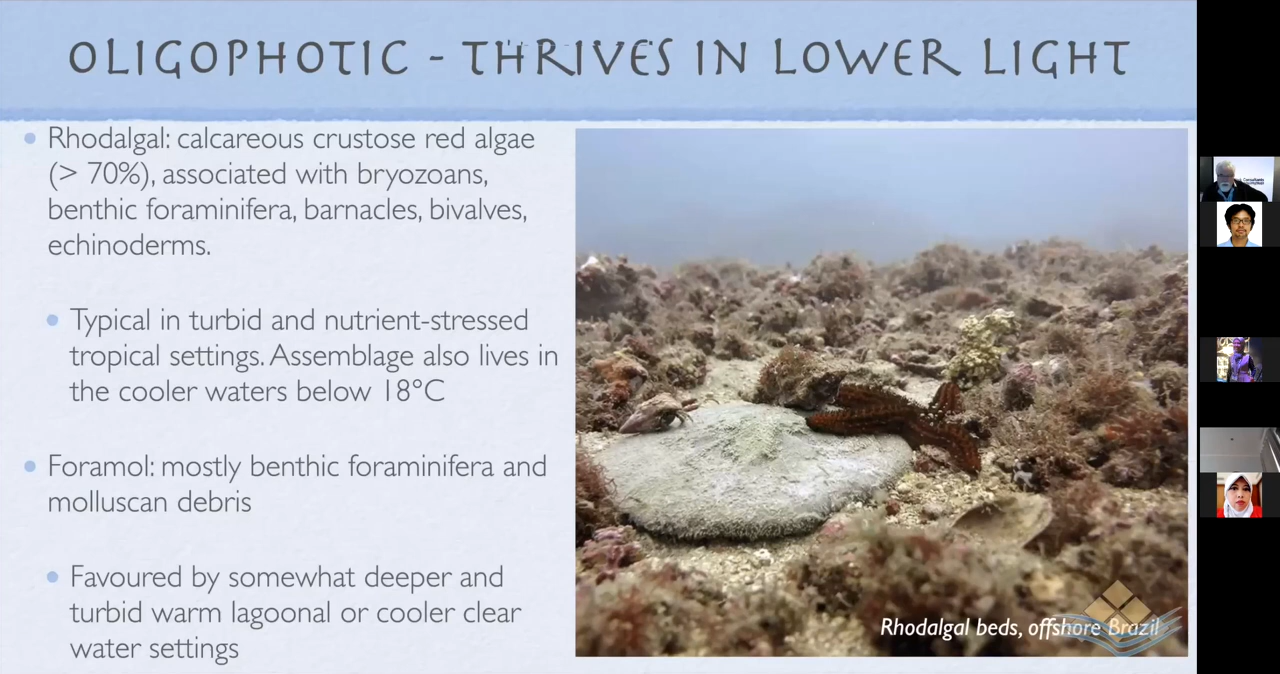 OLIGOPHOTIC - THRIVES IN LOWER LIGHT
Rhodalgal: calcareous crustose red algae
(> 70%), associated with bryozoans,
benthic foraminifera, barnacles, bivalves,
echinoderms.
Typical in turbid and nutrient-stressed
tropical settings. Assemblage also lives in
the cooler waters below 18°C
Foramol: mostly benthic foraminifera and
molluscan debris
Favoured by somewhat deeper and
turbid warm lagoonal or cooler clear
water settings
Rhodalgal beds, offshore Brazil
Consultants